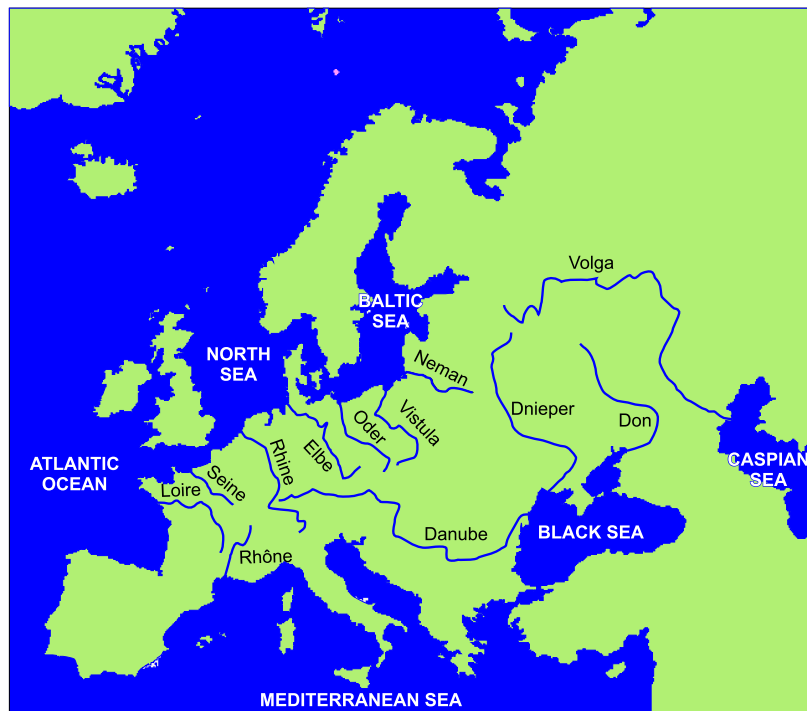 Volga
BALTIC
SEA
NORTH
SEA
Neman
Dnieper
Vistula
Oder
Don
Elbe
Rhine
ATLANTIC
OCEAN
CASPIAN
SEA
Seine
Loire
Danube
BLACK SEA
Rhône
MEDITERRANEAN SEA